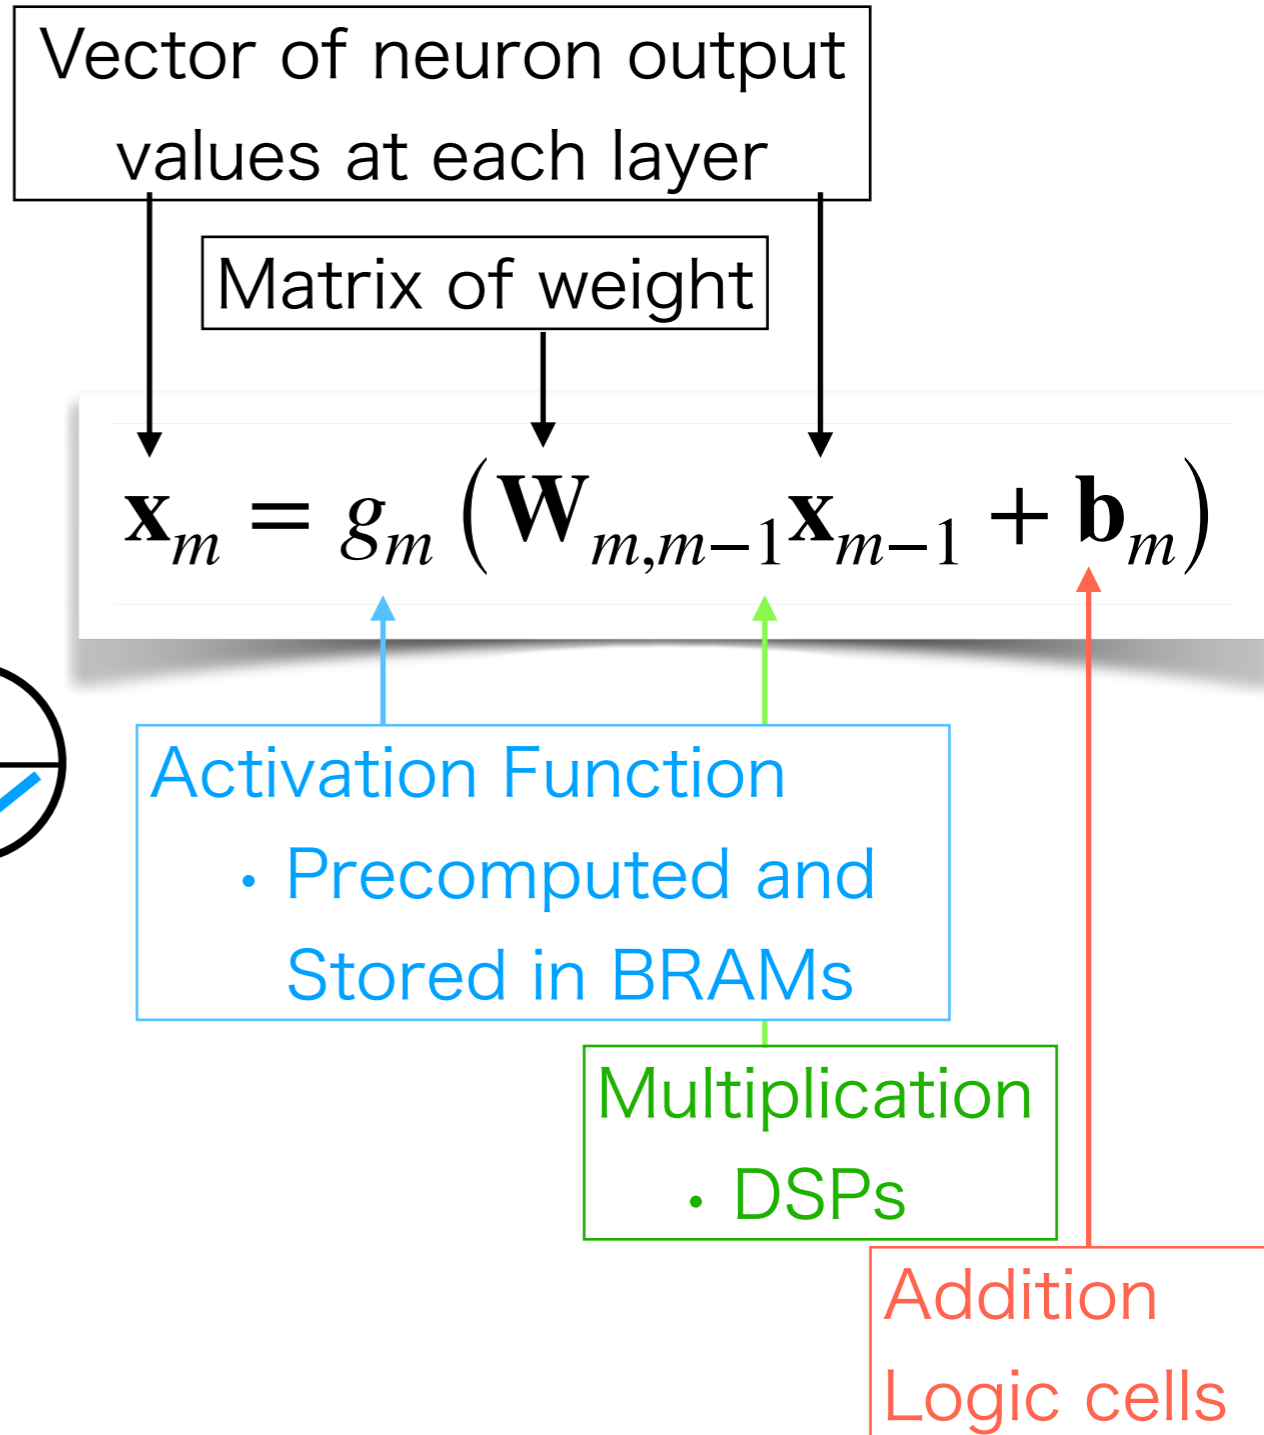 Vector of neuron output
values at each layer
Matrix of weight
𝐱ₘ = gₘ (𝐖ₘ,ₘ₋₁𝐱ₘ₋₁ + 𝐛ₘ)
Activation Function
• Precomputed and
Stored in BRAMs
Multiplication
• DSPs
Addition
Logic cells